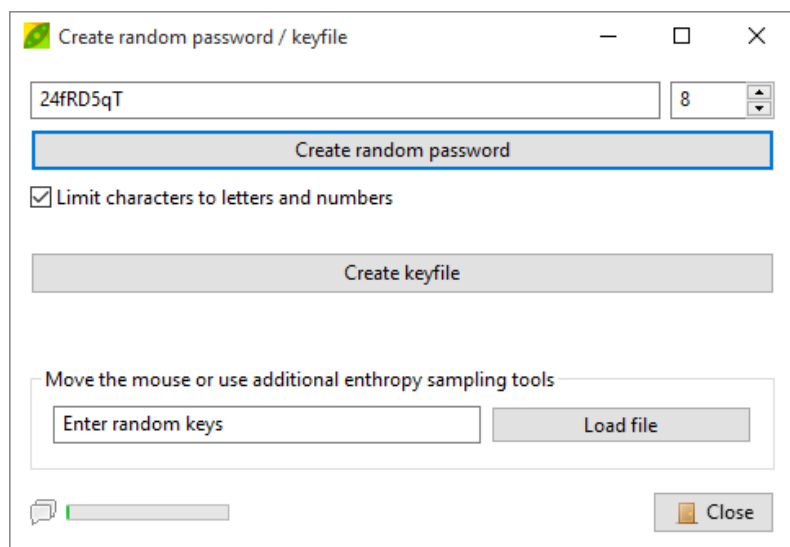 Create random password / keyfile
24fRD5qT 8
Create random password
Limit characters to letters and numbers
Create keyfile
Move the mouse or use additional enthropy sampling tools
Enter random keys Load file
Close